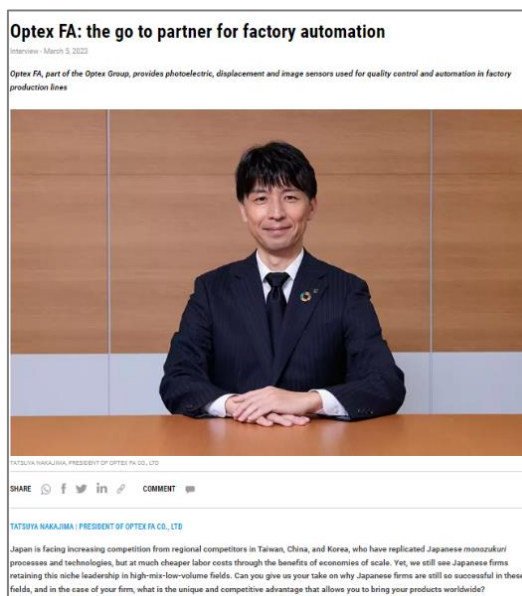 Optex FA: the go to partner for factory automation
Interview - March 5, 2023
Optex FA, part of the Optex Group, provides photoelectric, displacement and image sensors used for quality control and automation in factory
production lines
TATSUYA NAKAJIMA, PRESIDENT OF OPTEX FA CO., LTD
SHARE COMMENT
TATSUYA NAKAJIMA | PRESIDENT OF OPTEX FA CO., LTD
Japan is facing increasing competition from regional competitors in Taiwan, China, and Korea, who have replicated Japanese monozukuri
processes and technologies, but at much cheaper labor costs through the benefits of economies of scale. Yet, we still see Japanese firms
retaining this niche leadership in high-mix-low-volume fields. Can you give us your take on why Japanese firms are still so successful in these
fields, and in the case of your firm, what is the unique and competitive advantage that allows you to bring your products worldwide?